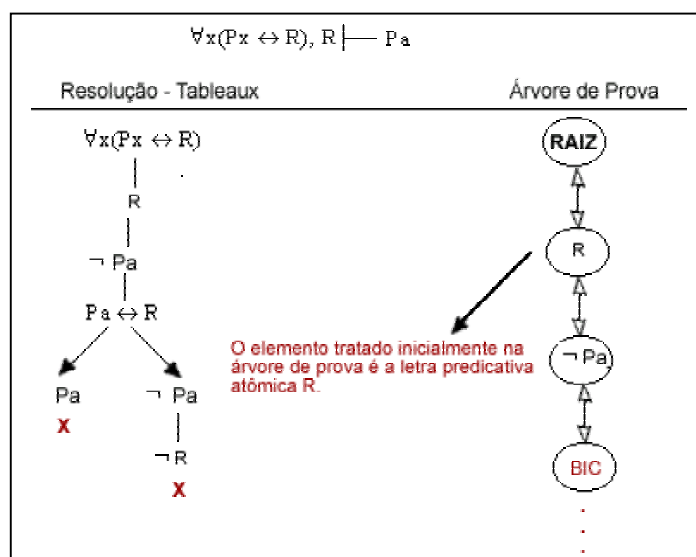 ∀x(Px ↔ R), R ├── Pa
Resolução - Tableaux
Árvore de Prova
∀x(Px ↔ R)
R
¬ Pa
Pa ↔ R
Pa
X
¬ Pa
¬ R
X
O elemento tratado inicialmente na
árvore de prova é a letra predicativa
atômica R.
RAIZ
R
¬ Pa
BIC